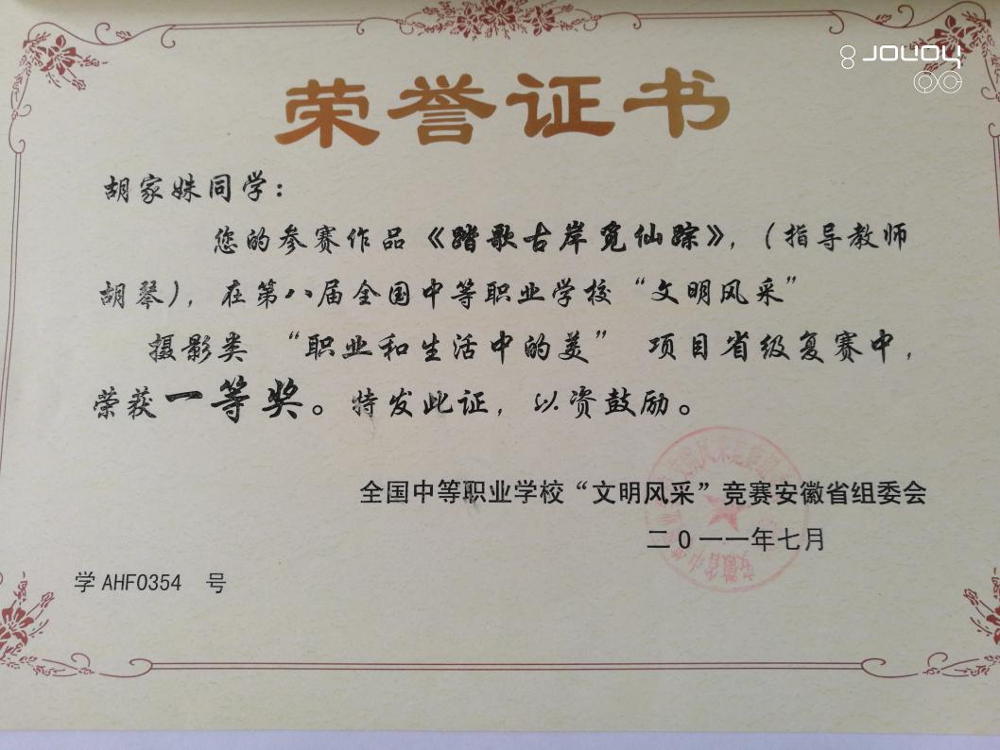 JOYOY
荣誉证书
胡家姝同学：
您的参赛作品《踏歌古岸觅仙踪》，（指导教师
胡琴），在第八届全国中等职业学校“文明风采”
摄影类 “职业和生活中的美” 项目省级复赛中，
荣获一等奖。特发此证，以资鼓励。
全国中等职业学校“文明风采”竞赛安徽省组委会
二0一一年七月
学AHF0354 号